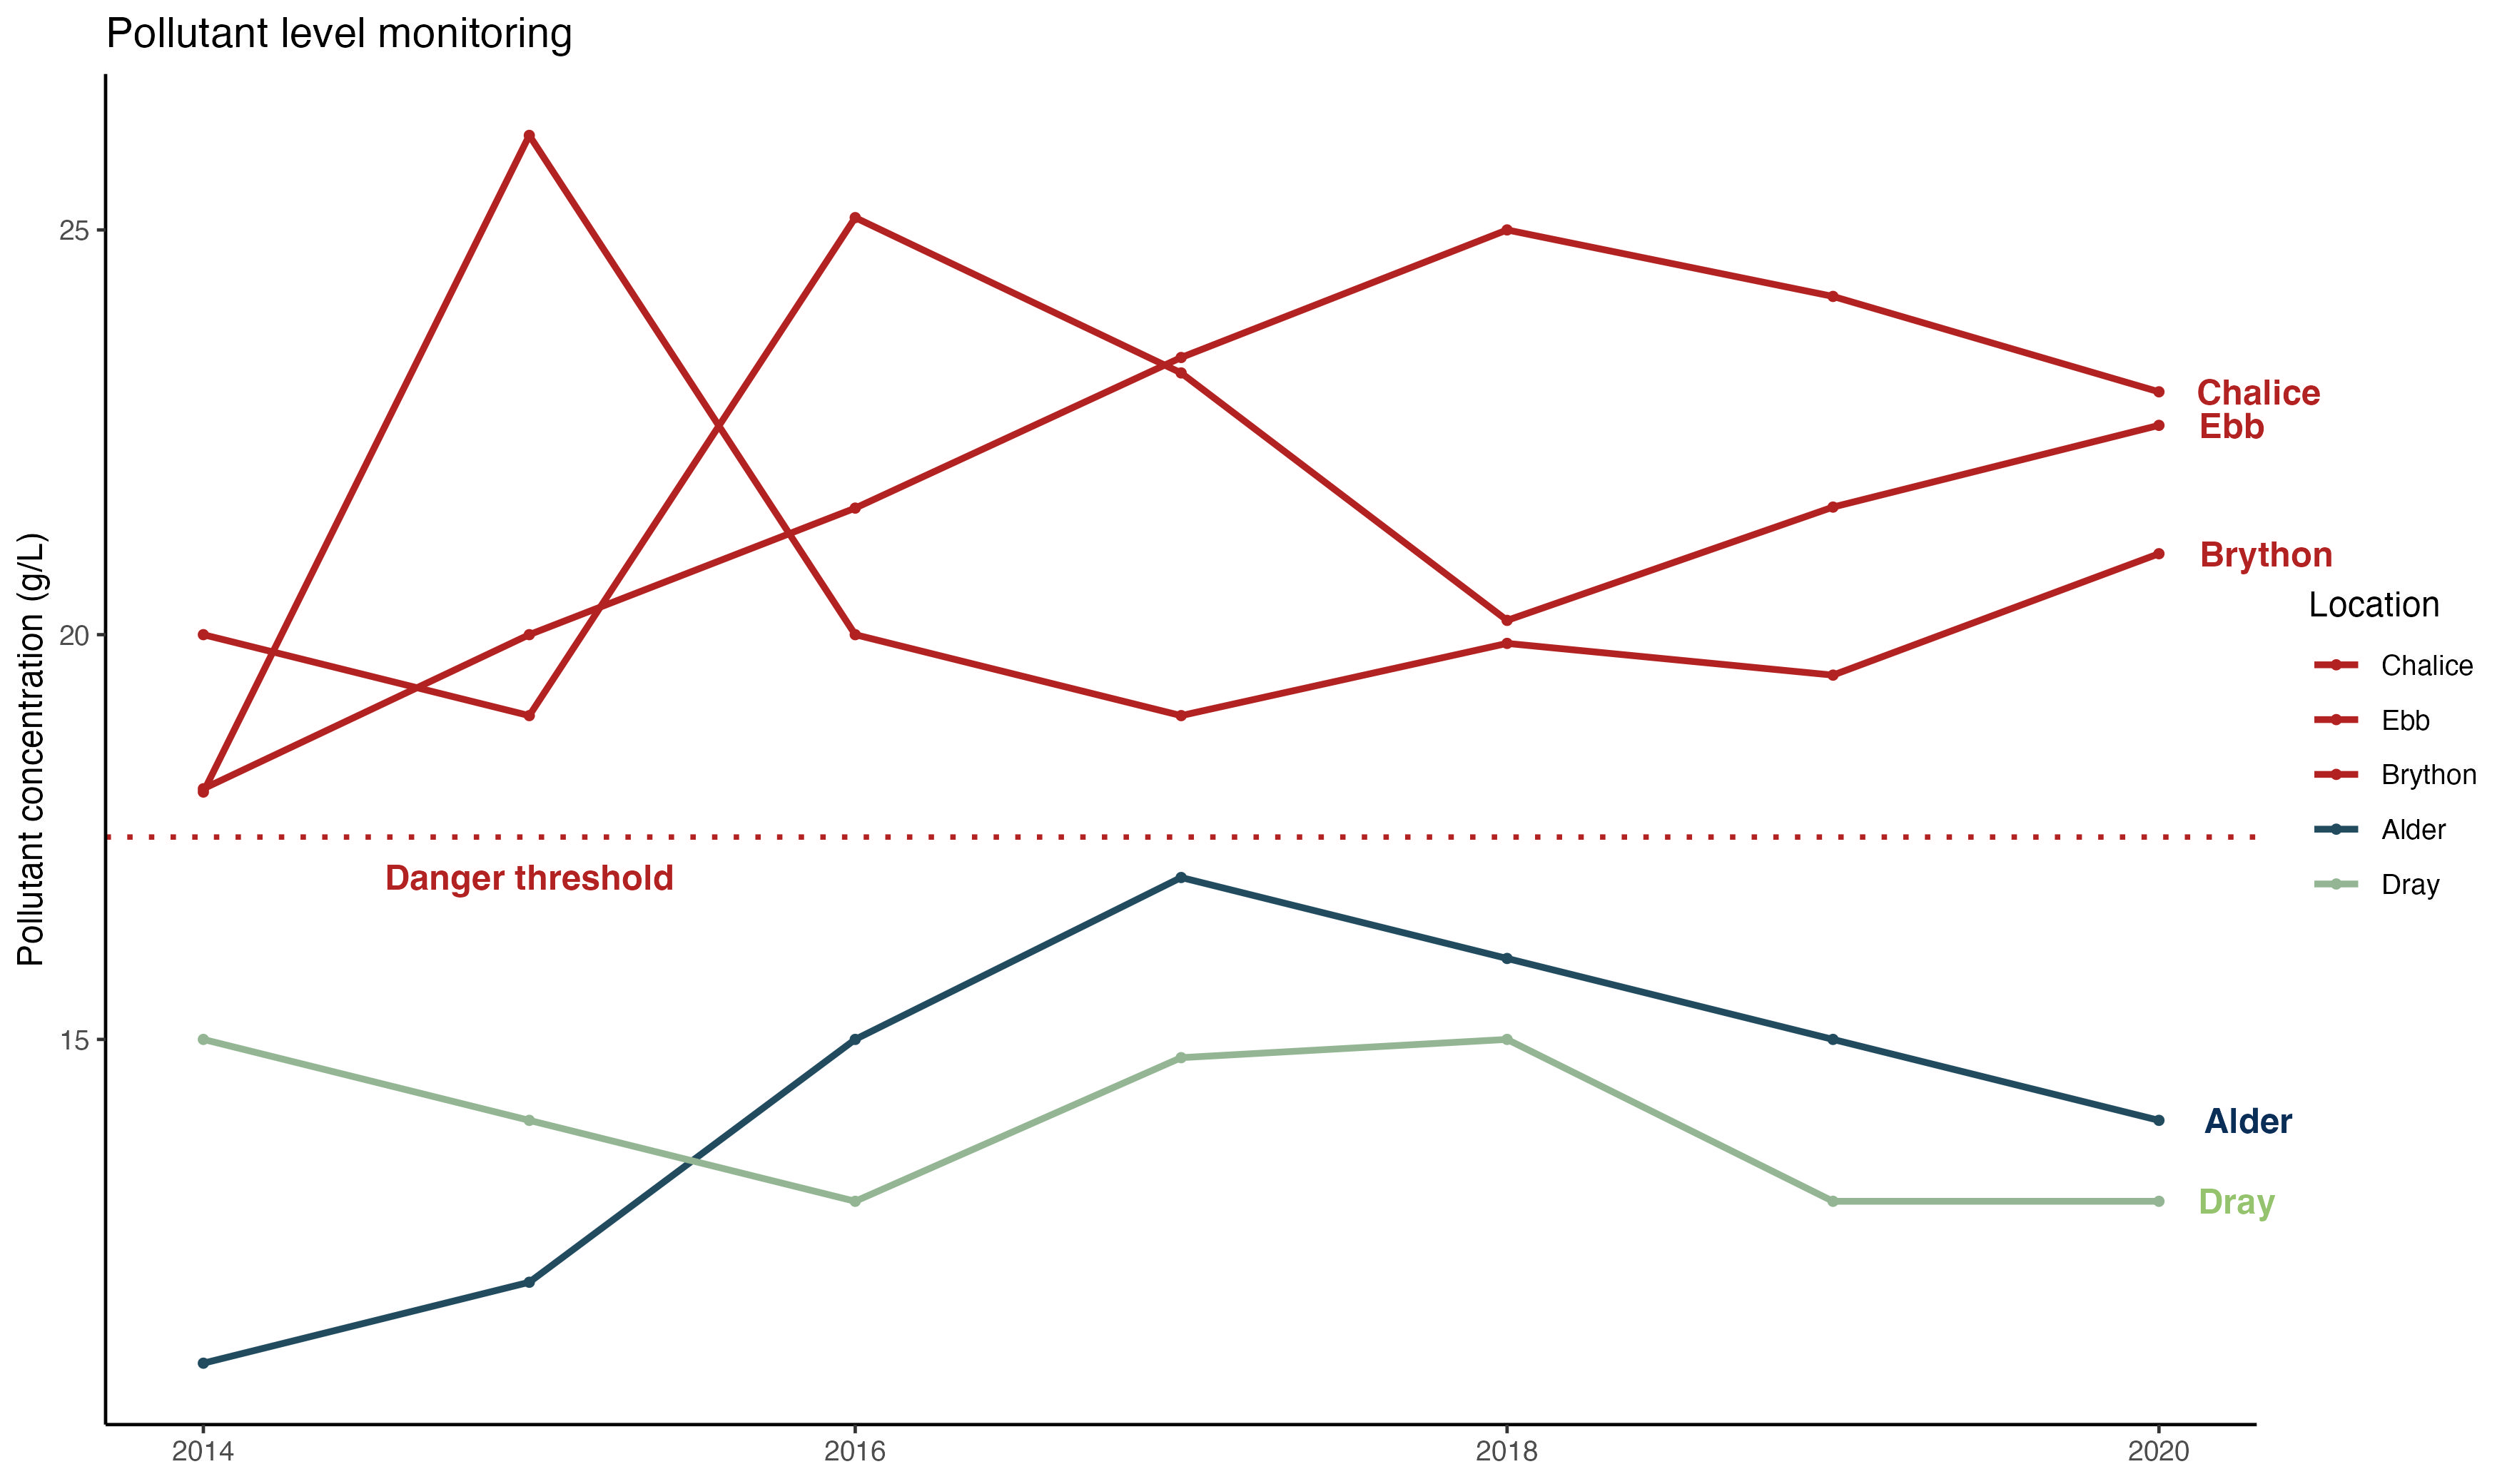 Pollutant level monitoring
Pollutant concentration (g/L)
25
20
15
Chalice
Ebb
Brython
Danger threshold
Alder
Dray
Location
Chalice
Ebb
Brython
Alder
Dray
2014
2016
2018
2020